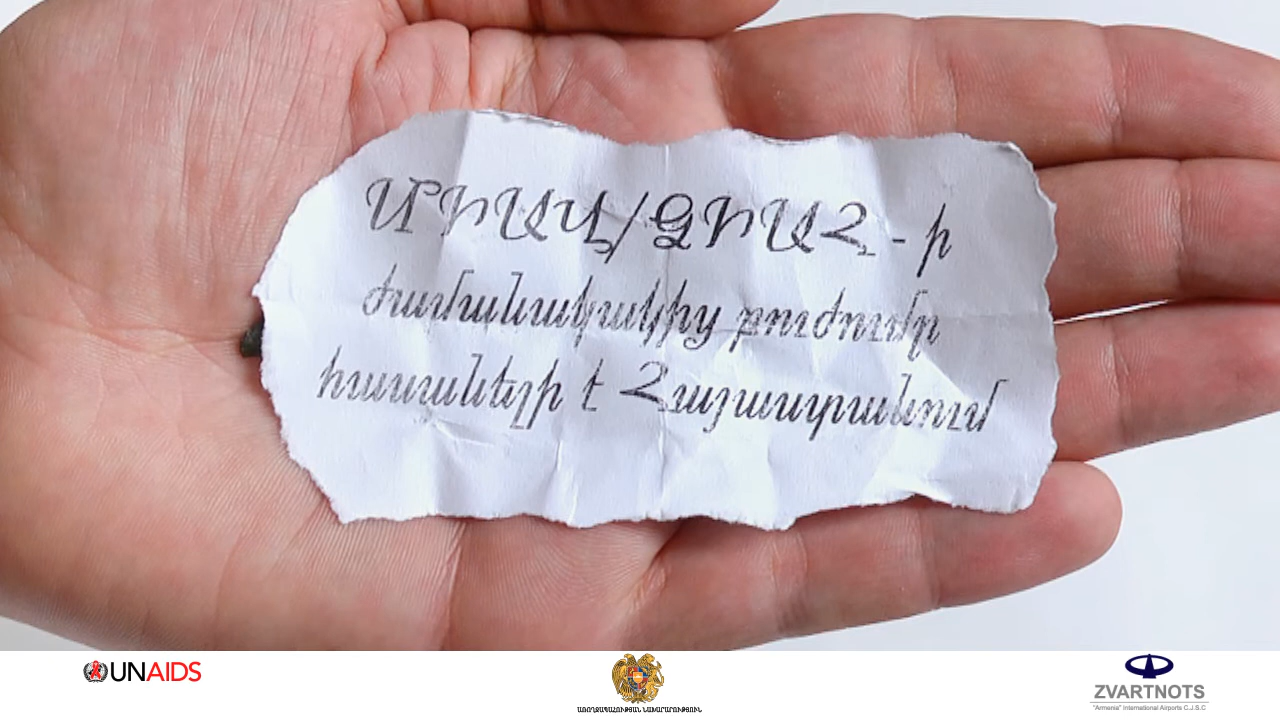 ՄԻԱՎ/ՁԻԱՀ-ի
ժամանակակից բուժումը
հասանելի է Հայաստանում
UNAIDS
ԱՌՈՂՋԱՊԱՀՈՒԹՅԱՆ ՆԱԽԱՐԱՐՈՒԹՅՈՒՆ
ZVARTNOTS
"Armenia" International Airports C.J.S.C